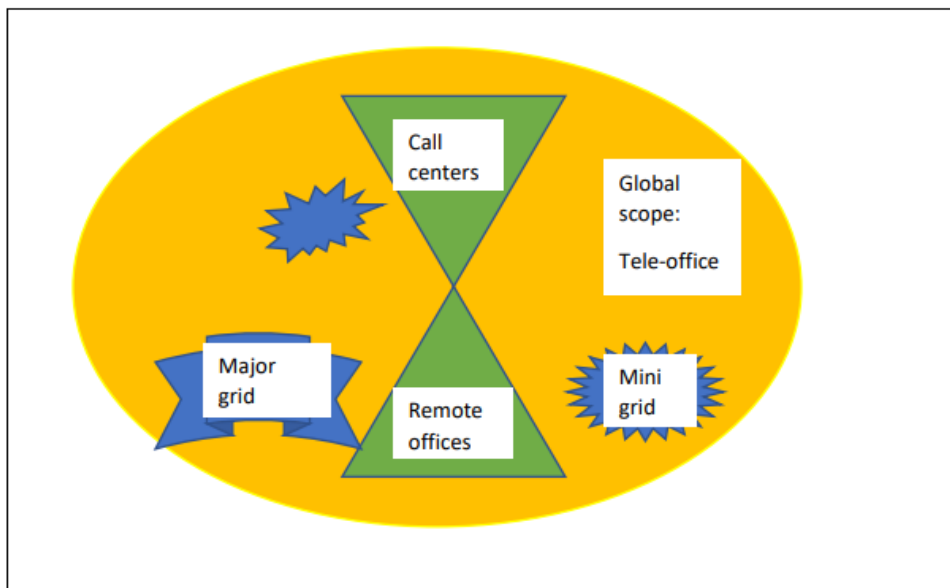 Call
centers
Global
scope:
Tele-office
Major
grid
Remote
offices
Mini
grid